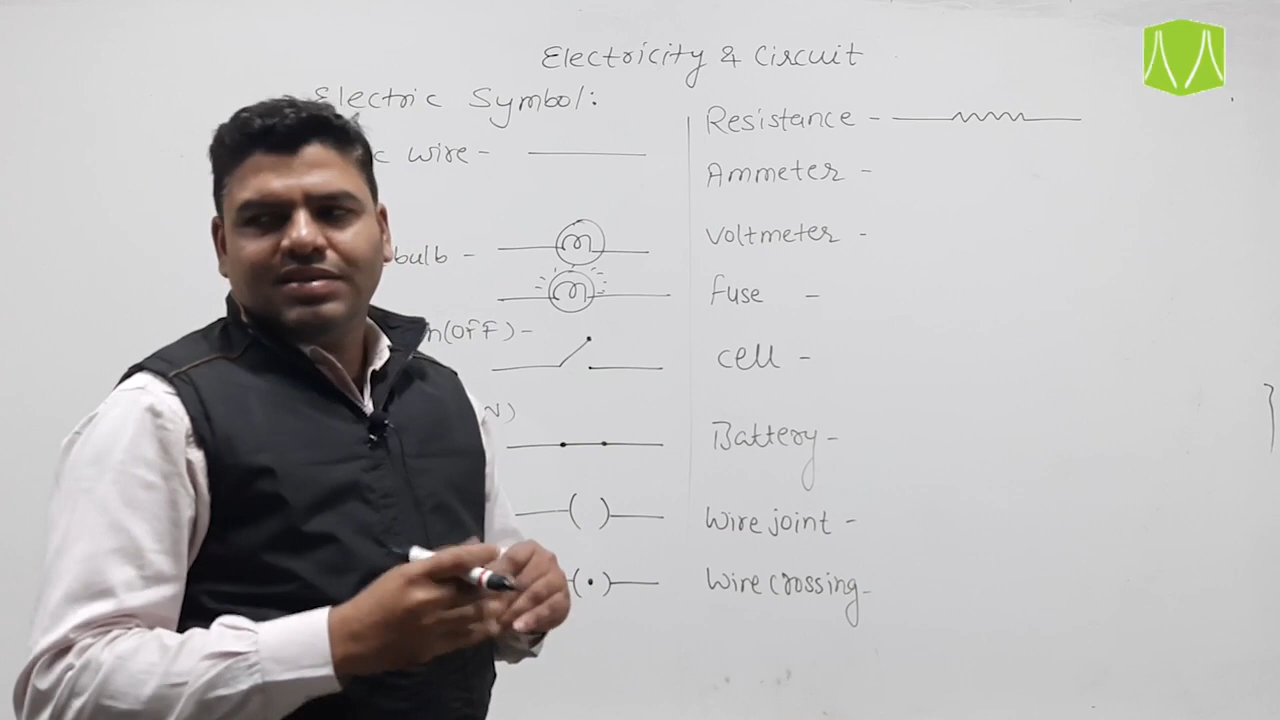 Electricity & Circuit
Electric Symbol:
c wire -
bulb -
n(OFF) -
N)
Resistance -
Ammeter -
Voltmeter -
fuse -
cell -
Battery -
Wire joint -
Wire crossing -